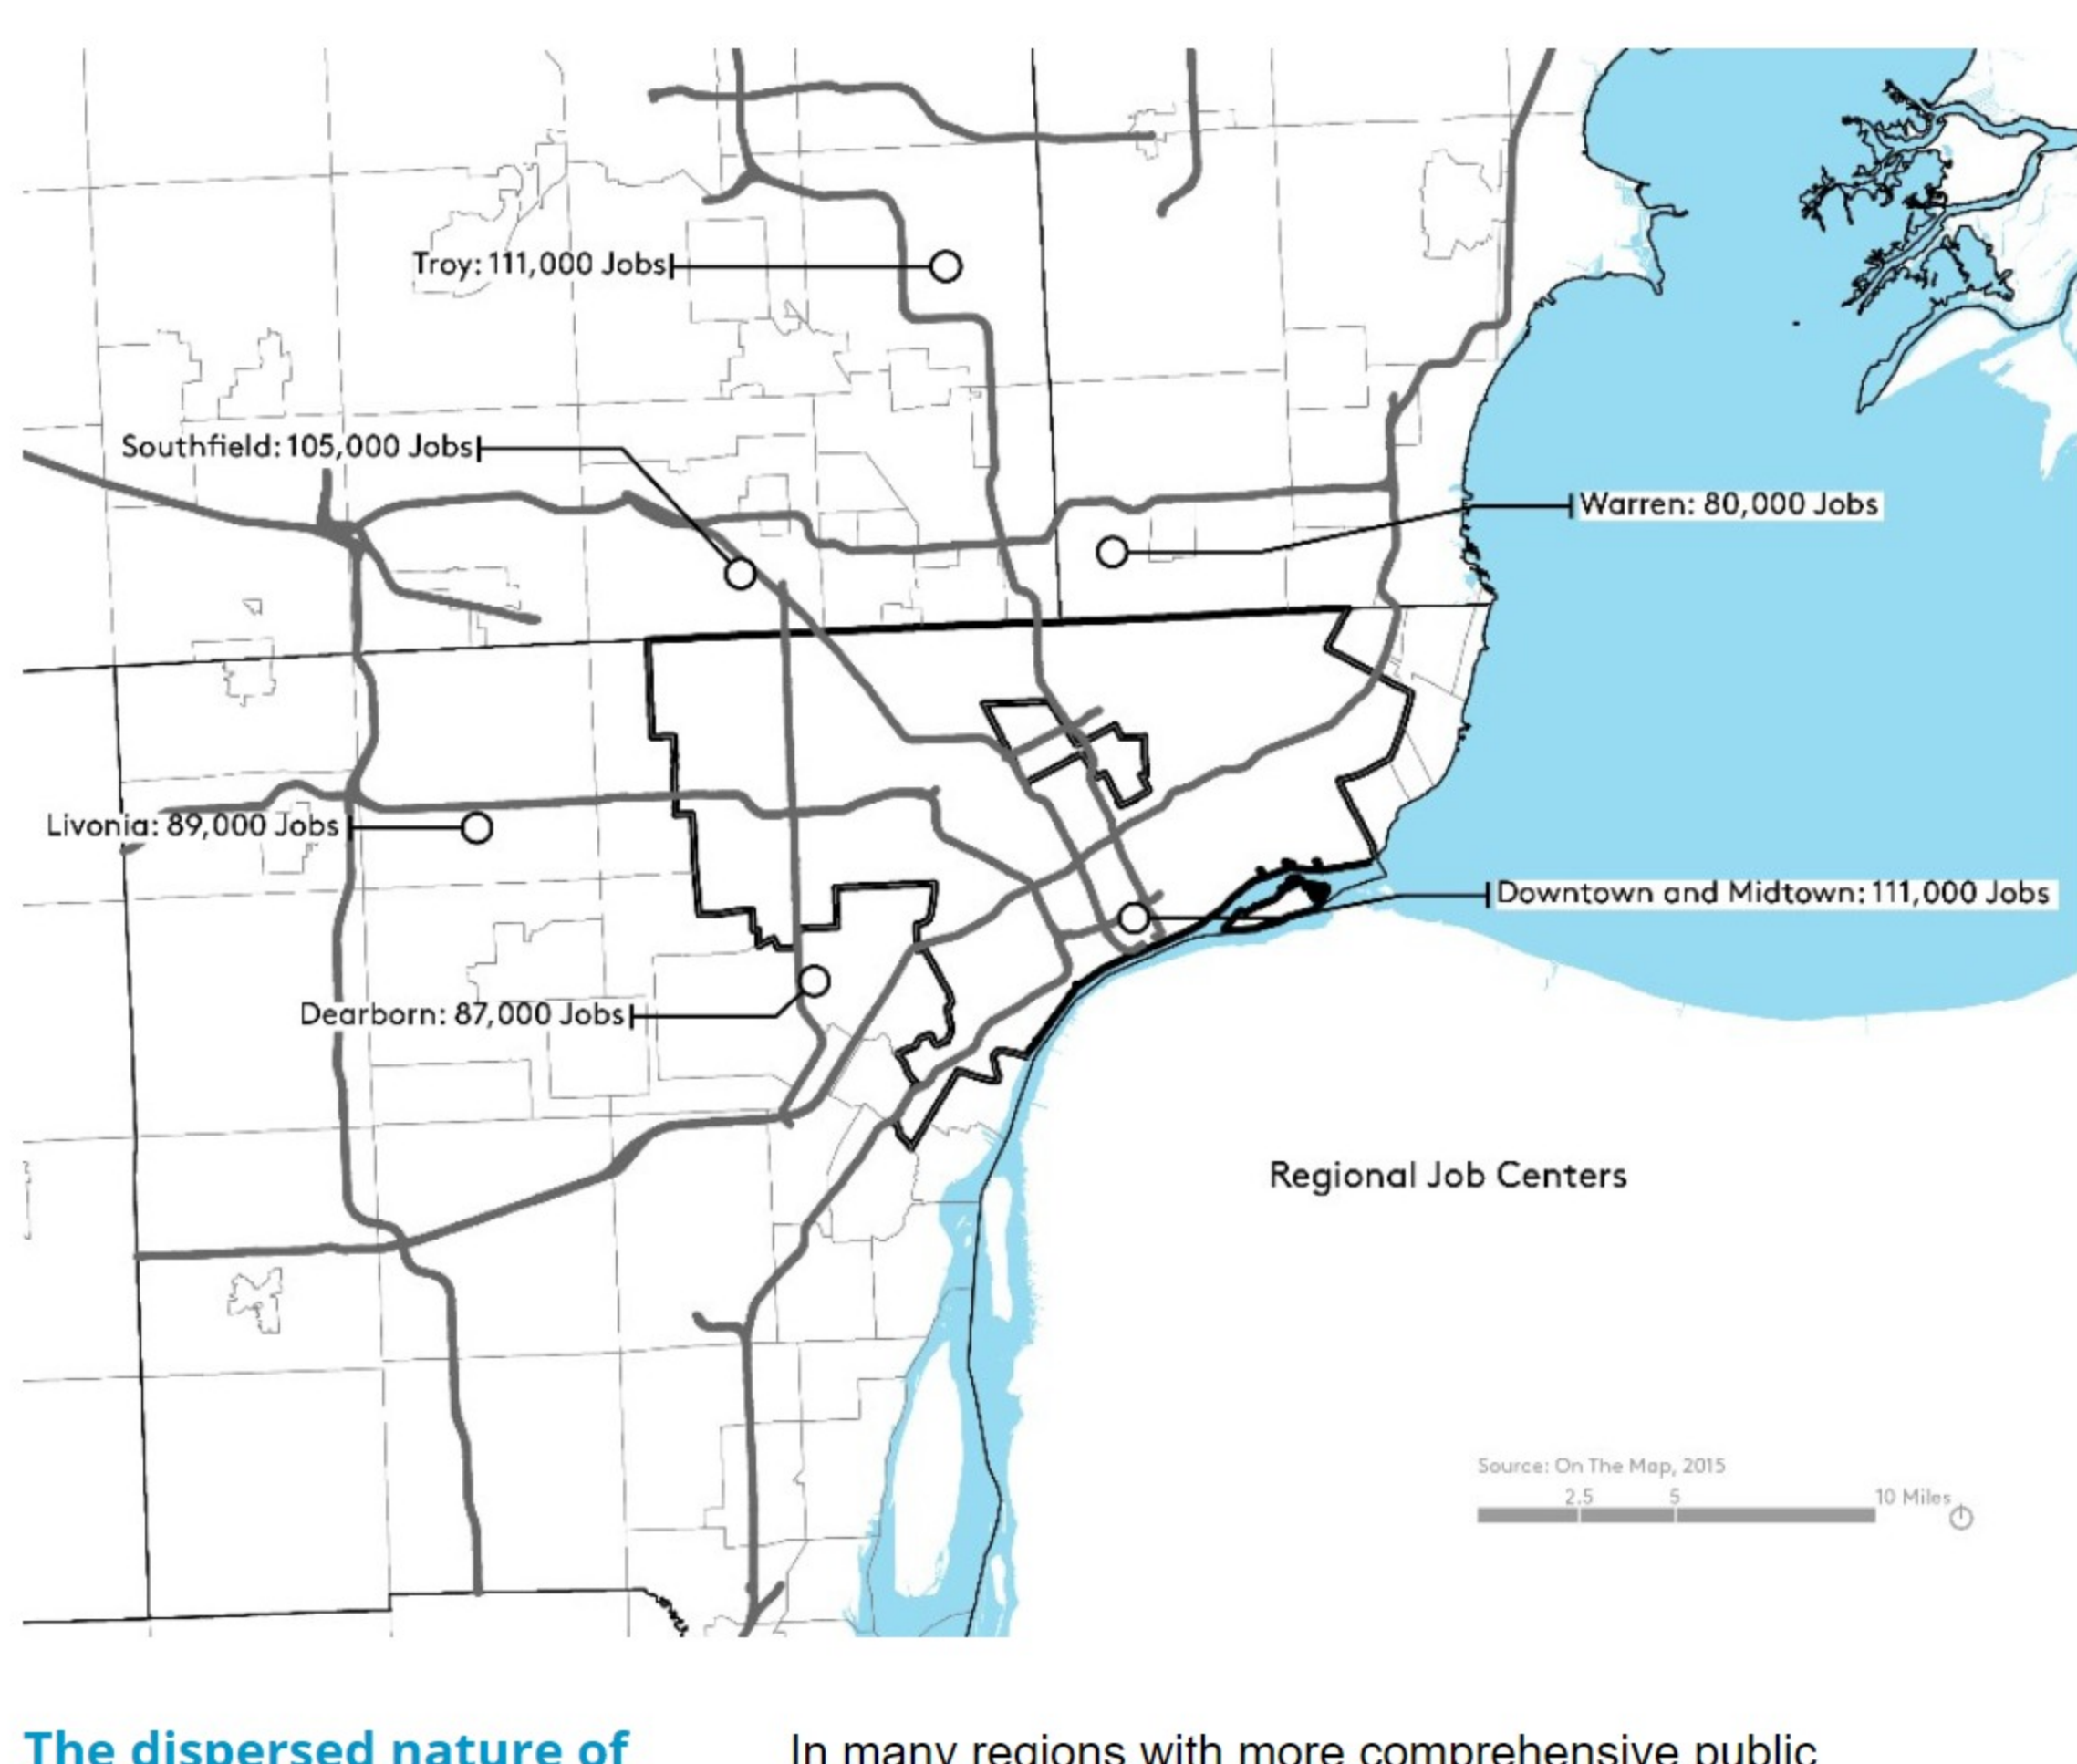 Troy: 111,000 Jobs
Southfield: 105,000 Jobs
Warren: 80,000 Jobs
Livonia: 89,000 Jobs
Downtown and Midtown: 111,000 Jobs
Dearborn: 87,000 Jobs
Regional Job Centers
Source: On The Map, 2015
2.5 5 10 Miles
The dispersed nature of
In many regions with more comprehensive public